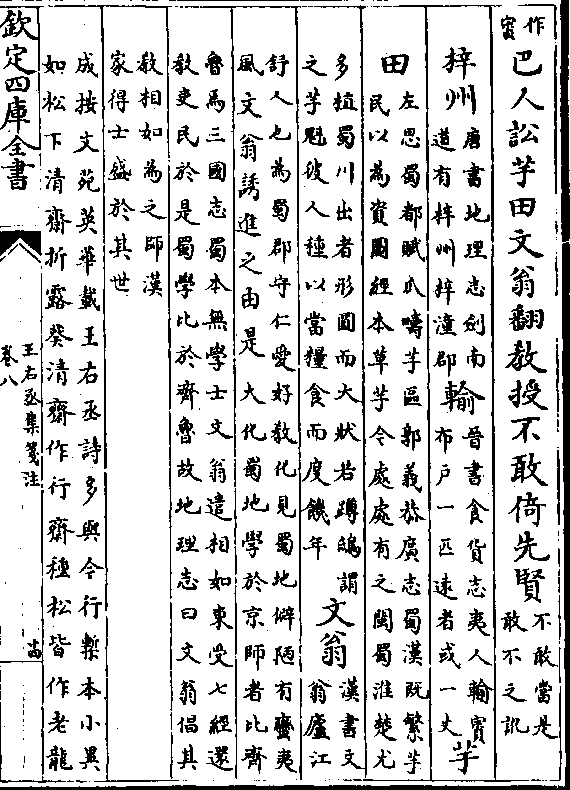 作賨巴人訟芋田文翁翻教授不敢倚先賢不敢當是敢不之訛
梓州唐書地理志劍南道有梓州梓潼郡輸晉書食貨志夷人輸賨布戶一匹逺者或一丈芋
田左思蜀都賦瓜疇芋區郭義恭廣志蜀漢既繁芋民以為資圖經本草芋今處處有之閩蜀淮楚尤
多植蜀川出者形圓而大狀若蹲鴟謂之芋魁彼人種以當糧食而度饑年文翁漢書文翁廬江
舒人也為蜀郡守仁愛好教化見蜀地僻陋有蠻夷風文翁誘進之由是大化蜀地學於京師者比齊
魯焉三國志蜀本無學士文翁遣相如東受七經還教吏民於是蜀學比於齊魯故地理志曰文翁倡其
教相如為之師漢家得士盛於其世
成按文苑英華載王右丞詩多與今行槧本小異
如松下清齋折露葵清齋作行齋種松皆作老龍
欽定四庫全書
王右丞集箋注
卷八
十四